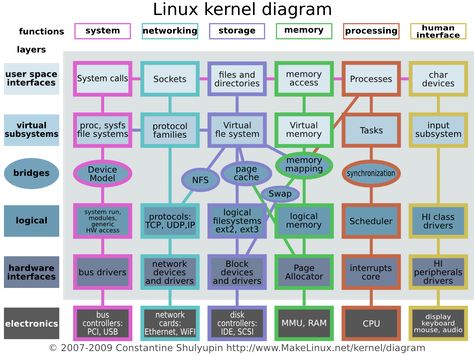 Linux kernel diagram
functions
system
networking
storage
memory
processing
human
interface
layers
user space
interfaces
System calls
Sockets
files and
directories
memory
access
Processes
char
devices
virtual
subsystems
proc, sysfs
file systems
protocol
families
Virtual
file system
Virtual
memory
Tasks
input
subsystem
bridges
Device
Model
NFS
page
cache
Swap
memory
mapping
synchronization
logical
system run,
modules,
generic
HW access
protocols:
TCP, UDP,IP
logical
filesystems
ext2, ext3
logical
memory
Scheduler
HI class
drivers
hardware
interfaces
bus drivers
network
devices
and drivers
Block
devices
and drivers
Page
Allocator
interrupts
core
HI
peripherals
drivers
electronics
bus
controllers:
PCI, USB
network
cards:
Ethernet, WiFI
disk
controllers:
IDE, SCSI
MMU, RAM
CPU
display
keyboard
mouse, audio
© 2007-2009 Constantine Shulyupin http://www.MakeLinux.net/kernel/diagram